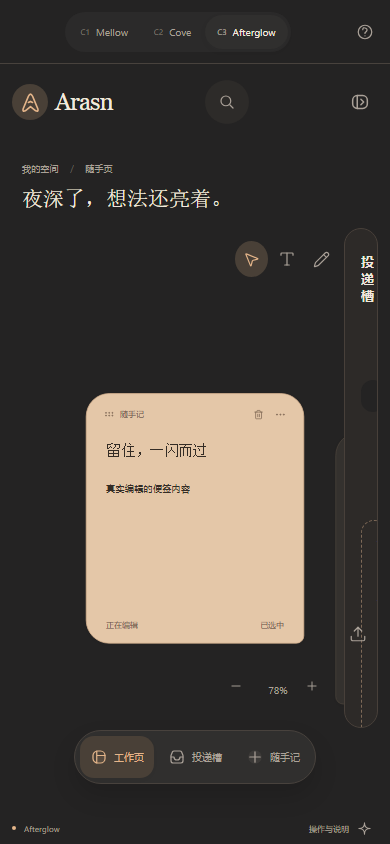 C1 Mellow C2 Cove C3 Afterglow
Arasn
我的空间 / 随手页
夜深了，想法还亮着。
投递槽
随手记
留住，一闪而过
真实编辑的便签内容
正在编辑 已选中
78%
工作页 投递槽 随手记
Afterglow 操作与说明